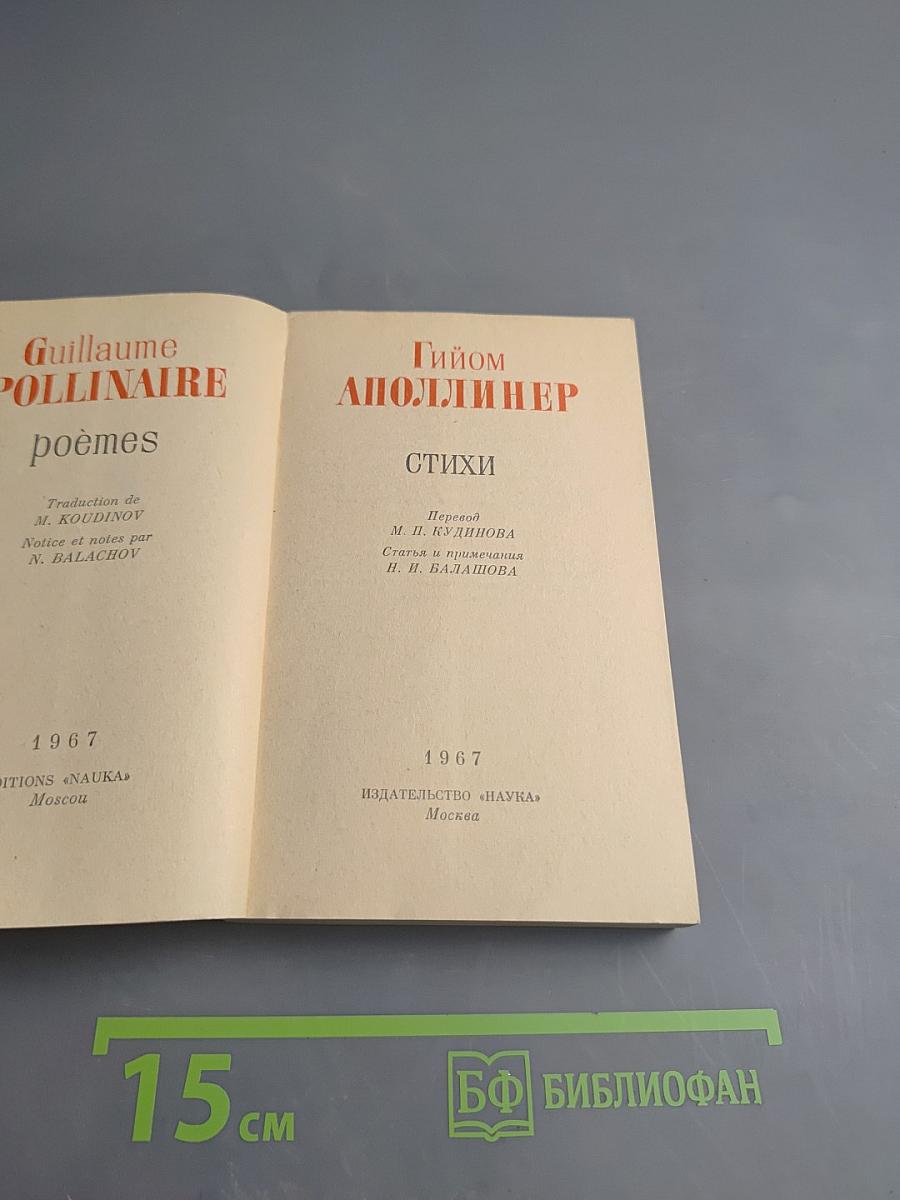 Guillaume
POLLINAIRE
poèmes
Traduction de
M. KOUDINOV
Notice et notes par
N. BALACHOV
1967
DITIONS «NAUKA»
Moscou
Гийом
АПОЛЛИНЕР
СТИХИ
Перевод
М. П. КУДИНОВА
Статья и примечания
Н. И. БАЛАШОВА
1967
ИЗДАТЕЛЬСТВО «НАУКА»
Москва
15 см
БФ БИБЛИОФАН